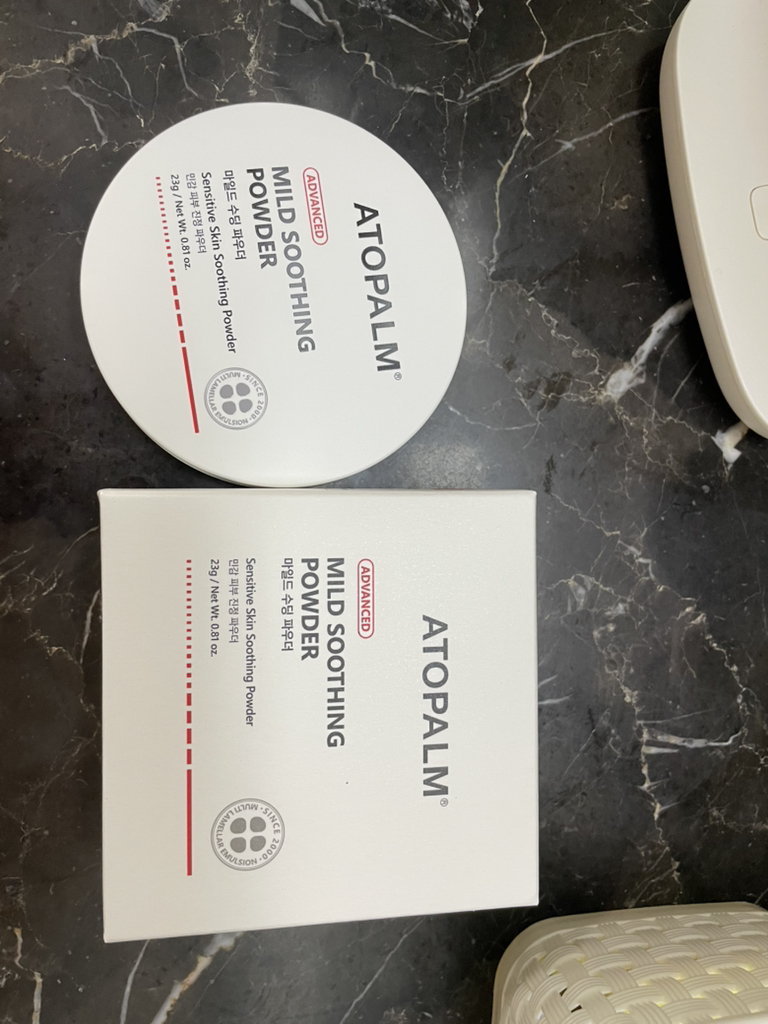 ATOPALM®
ADVANCED
MILD SOOTHING
POWDER
마일드 수딩 파우더
Sensitive Skin Soothing Powder
민감 피부 진정 파우더
23g / Net Wt. 0.81 oz.
SINCE 2000 · MULTI LAMELLAR EMULSION ·
ATOPALM®
ADVANCED
MILD SOOTHING
POWDER
마일드 수딩 파우더
Sensitive Skin Soothing Powder
민감 피부 진정 파우더
23g / Net Wt. 0.81 oz.
SINCE 2000 · MULTI LAMELLAR EMULSION ·